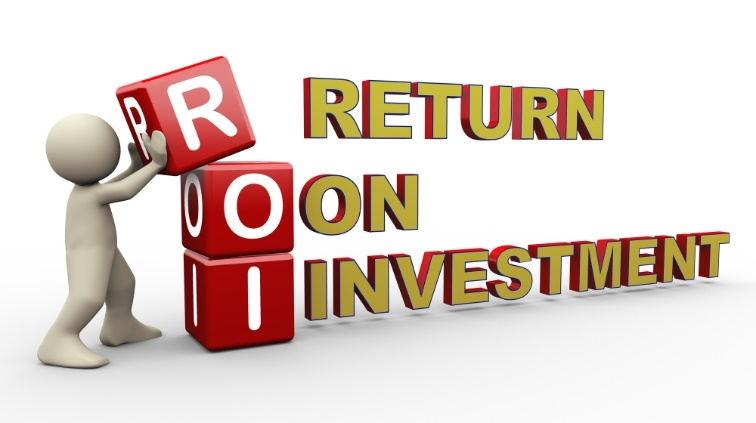 R RETURN
O ON
I INVESTMENT